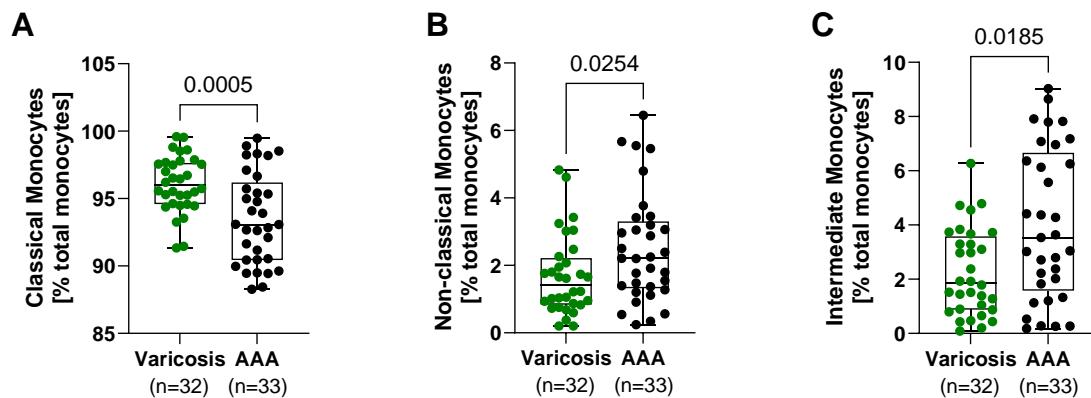 A
Classical Monocytes
[% total monocytes]
105
100
95
90
85
0.0005
Varicosis AAA
(n=32) (n=33)
B
Non-classical Monocytes
[% total monocytes]
8
6
4
2
0
0.0254
Varicosis AAA
(n=32) (n=33)
C
Intermediate Monocytes
[% total monocytes]
10
8
6
4
2
0
0.0185
Varicosis AAA
(n=32) (n=33)